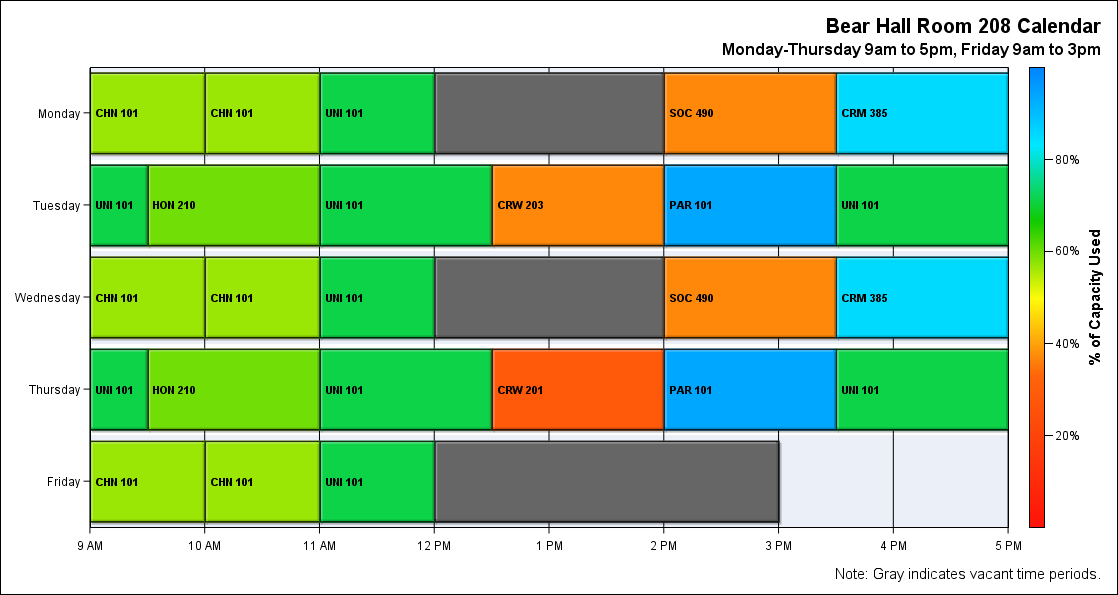 Bear Hall Room 208 Calendar
Monday-Thursday 9am to 5pm, Friday 9am to 3pm
Monday
CHN 101
CHN 101
UNI 101
SOC 490
CRM 385
Tuesday
UNI 101
HON 210
UNI 101
CRW 203
PAR 101
UNI 101
Wednesday
CHN 101
CHN 101
UNI 101
SOC 490
CRM 385
Thursday
UNI 101
HON 210
UNI 101
CRW 201
PAR 101
UNI 101
Friday
CHN 101
CHN 101
UNI 101
9 AM
10 AM
11 AM
12 PM
1 PM
2 PM
3 PM
4 PM
5 PM
80%
60%
40%
20%
% of Capacity Used
Note: Gray indicates vacant time periods.